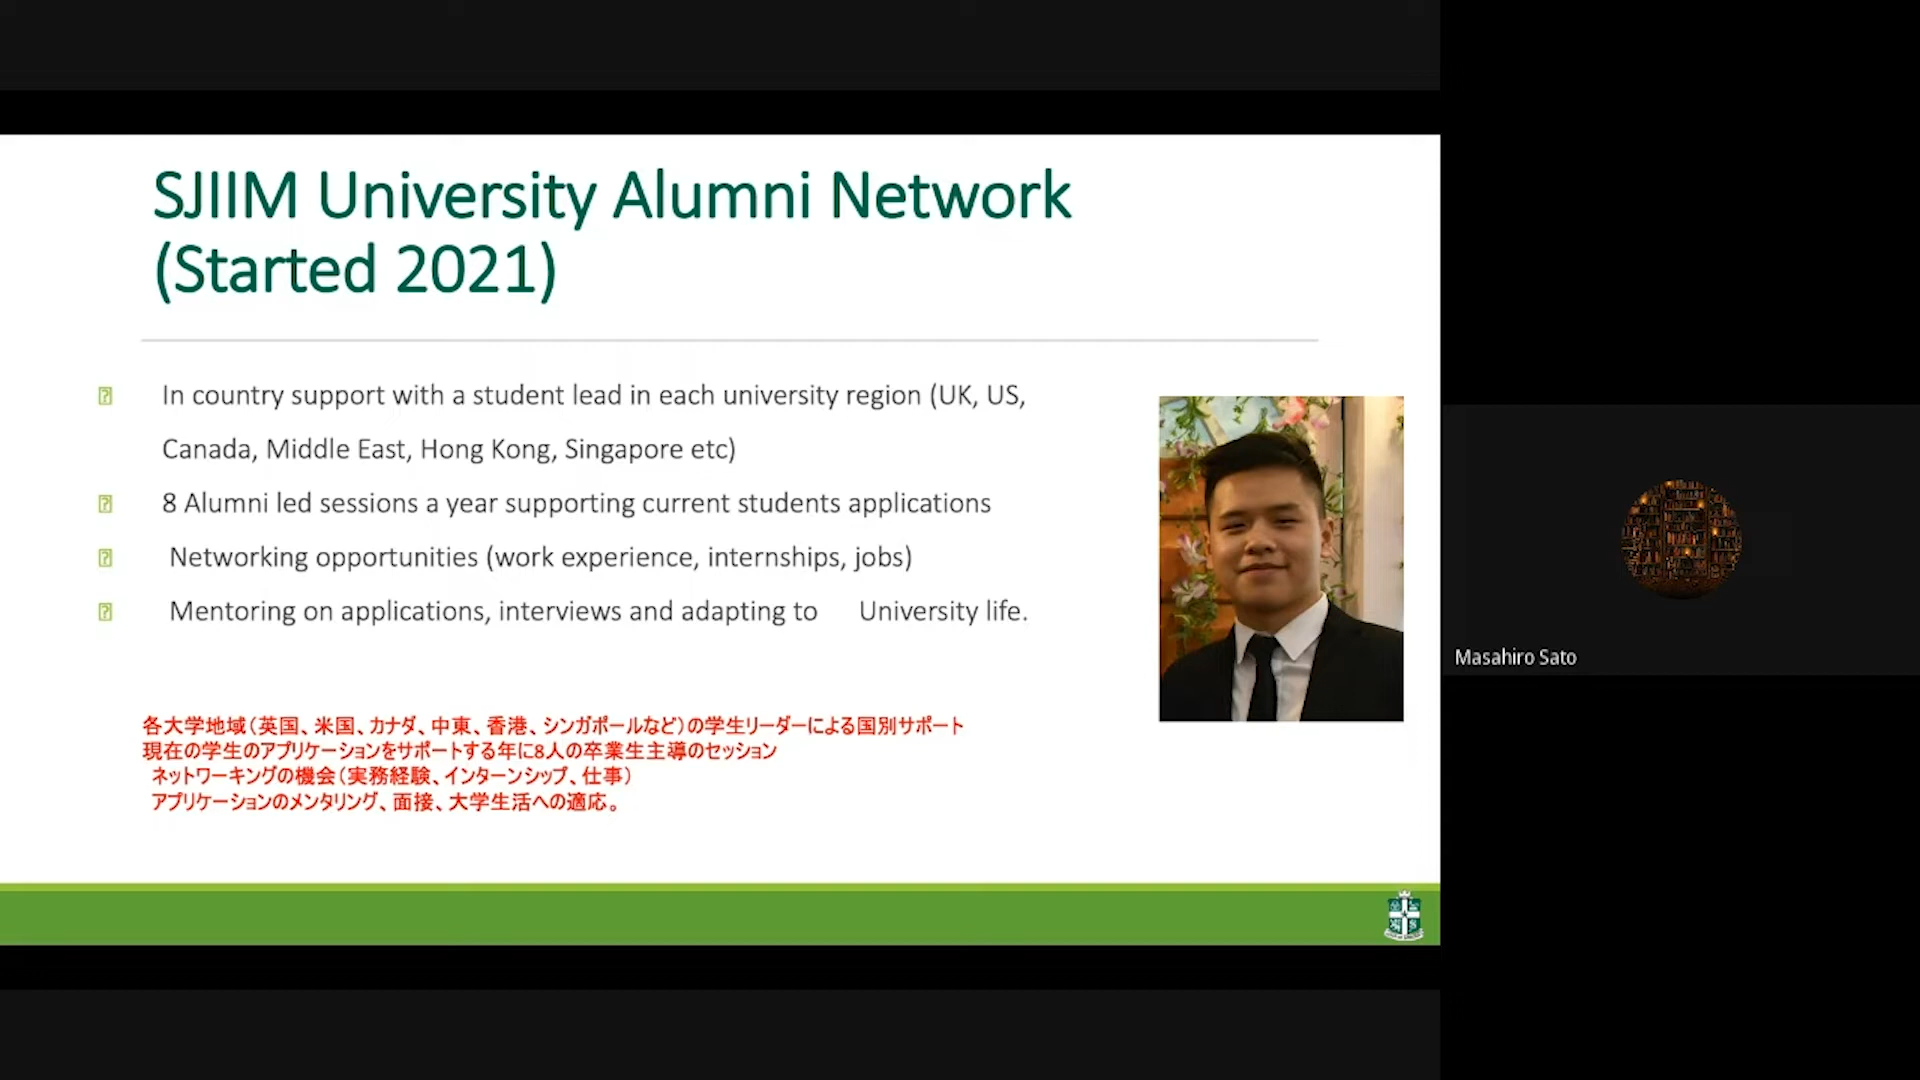 SJIIM University Alumni Network
(Started 2021)
In country support with a student lead in each university region (UK, US,
Canada, Middle East, Hong Kong, Singapore etc)
8 Alumni led sessions a year supporting current students applications
Networking opportunities (work experience, internships, jobs)
Mentoring on applications, interviews and adapting to University life.
各大学地域(英国、米国、カナダ、中東、香港、シンガポールなど)の学生リーダーによる国別サポート
現在の学生のアプリケーションをサポートする年に8人の卒業生主導のセッション
ネットワーキングの機会(実務経験、インターンシップ、仕事)
アプリケーションのメンタリング、面接、大学生活への適応。
Masahiro Sato